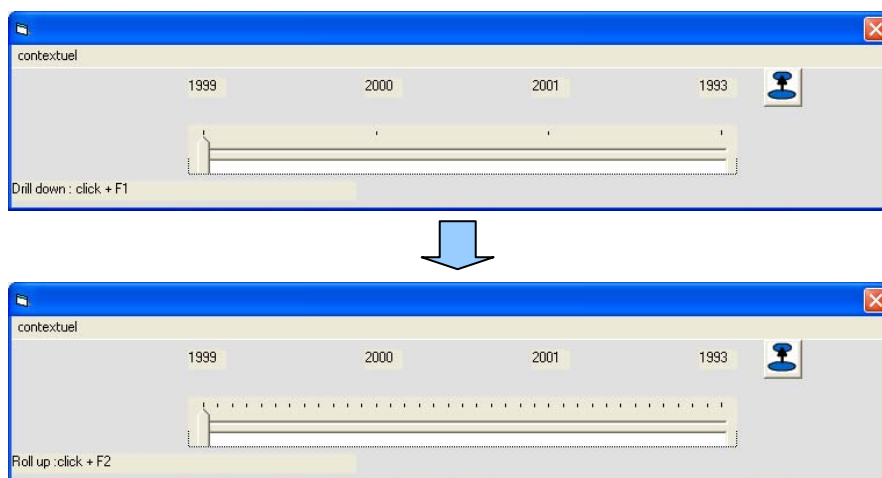 contextuel
1999 2000 2001 1993
Drill down : click + F1
contextuel
1999 2000 2001 1993
Roll up :click + F2